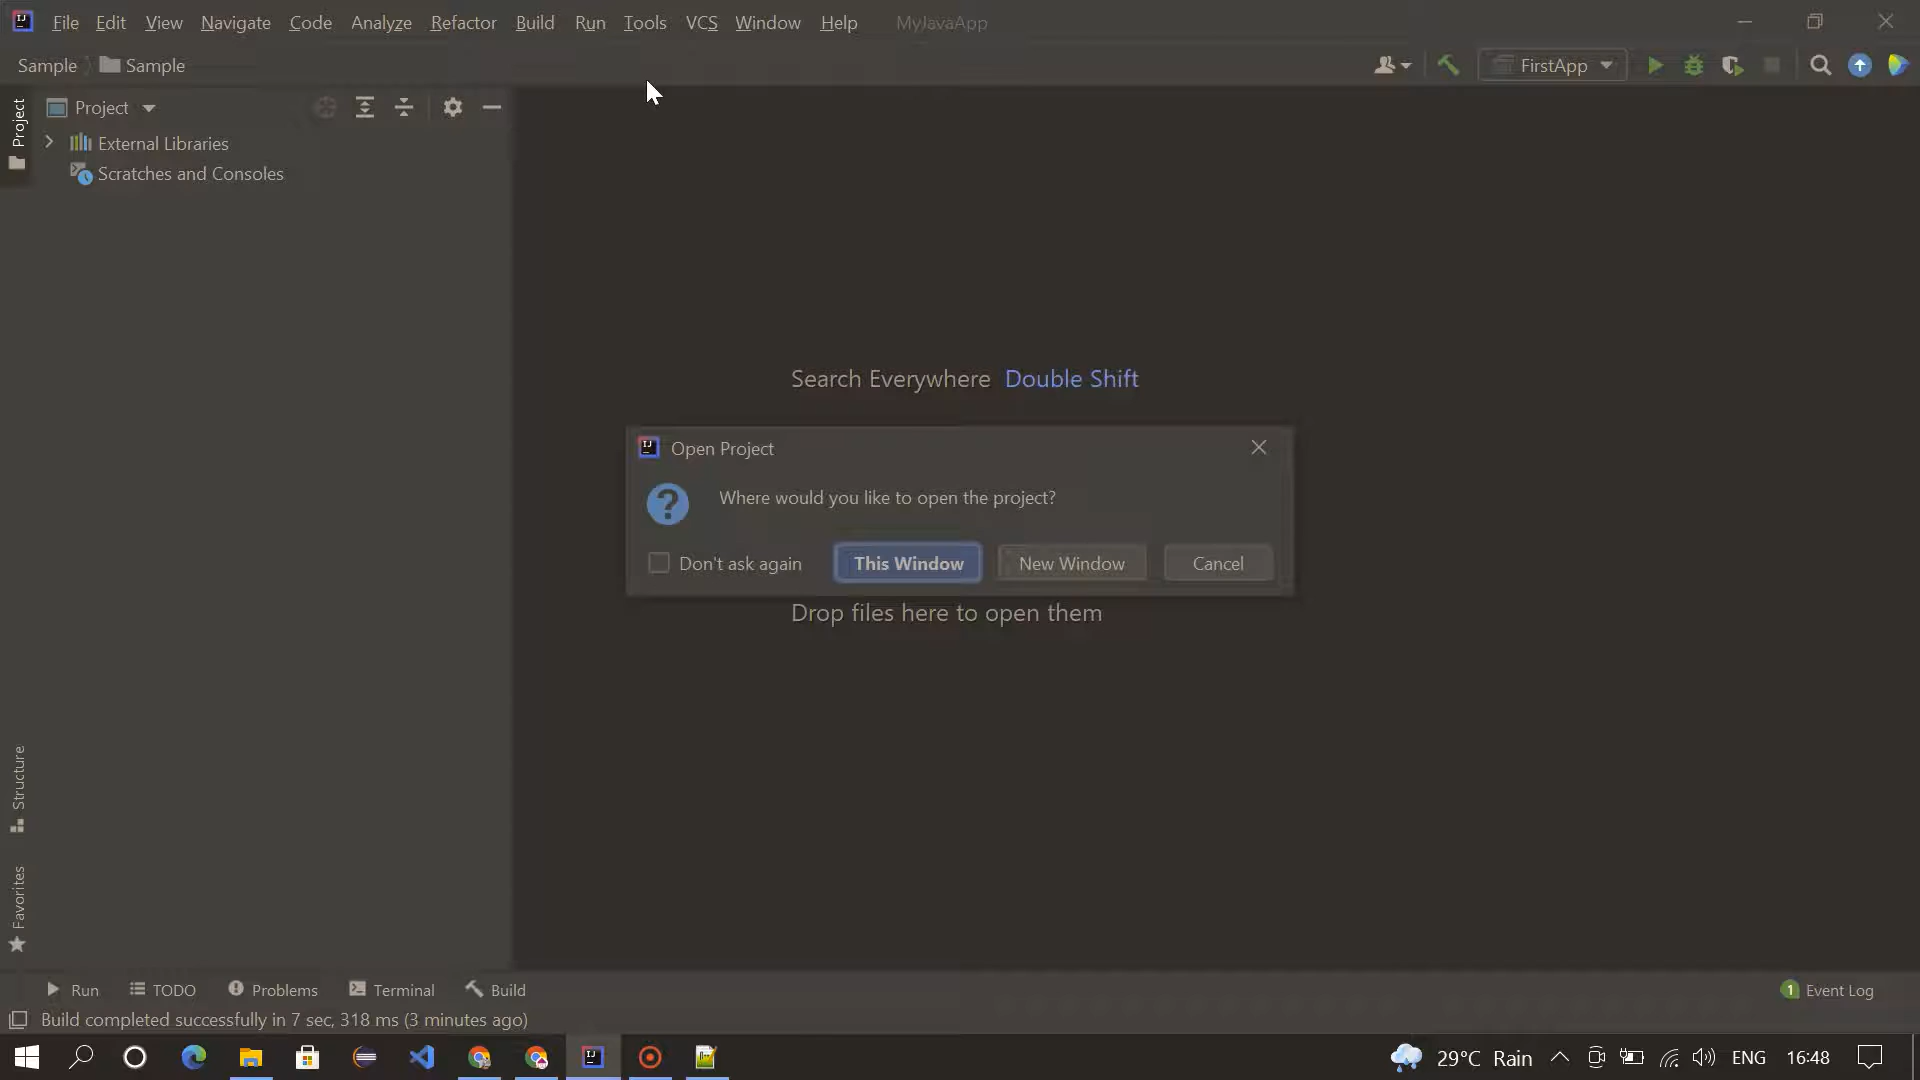 File Edit View Navigate Code Analyze Refactor Build Run Tools VCS Window Help MyJavaApp
Sample Sample FirstApp
Project
Project
External Libraries
Scratches and Consoles
Search Everywhere Double Shift
Open Project
Where would you like to open the project?
Don't ask again This Window New Window Cancel
Drop files here to open them
Structure
Favorites
Run TODO Problems Terminal Build 1 Event Log
Build completed successfully in 7 sec, 318 ms (3 minutes ago)
29°C Rain ENG 16:48